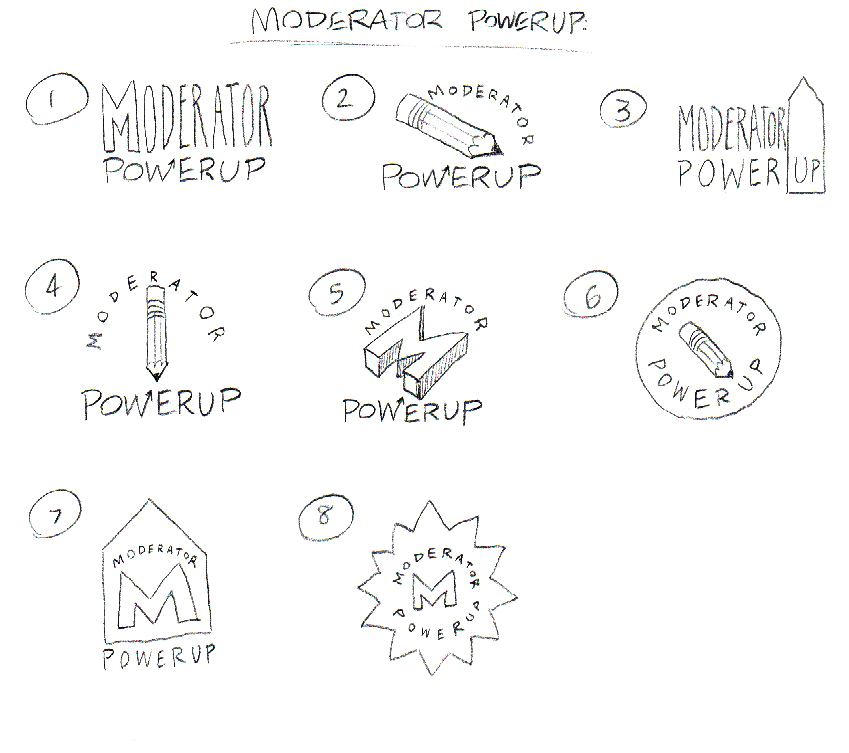 MODERATOR POWERUP:
1
MODERATOR
POWERUP
2
MODERATOR
POWERUP
3
MODERATOR
POWER UP
4
MODERATOR
POWERUP
5
MODERATOR
M
POWERUP
6
MODERATOR
POWER UP
7
MODERATOR
M
POWERUP
8
MODERATOR
M
POWERUP